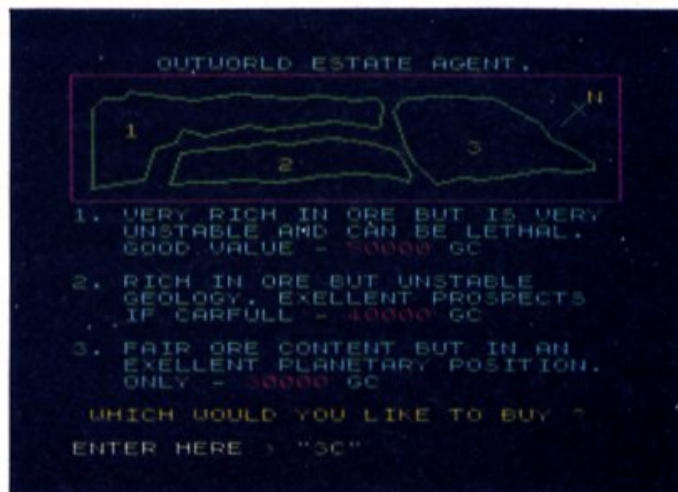 OUTWORLD ESTATE AGENT.
N
1
2
3
1. VERY RICH IN ORE BUT IS VERY
UNSTABLE AND CAN BE LETHAL.
GOOD VALUE - 50000 GC
2. RICH IN ORE BUT UNSTABLE
GEOLOGY. EXELLENT PROSPECTS
IF CARFULL - 40000 GC
3. FAIR ORE CONTENT BUT IN AN
EXELLENT PLANETARY POSITION.
ONLY - 30000 GC
WHICH WOULD YOU LIKE TO BUY ?
ENTER HERE > "3C"